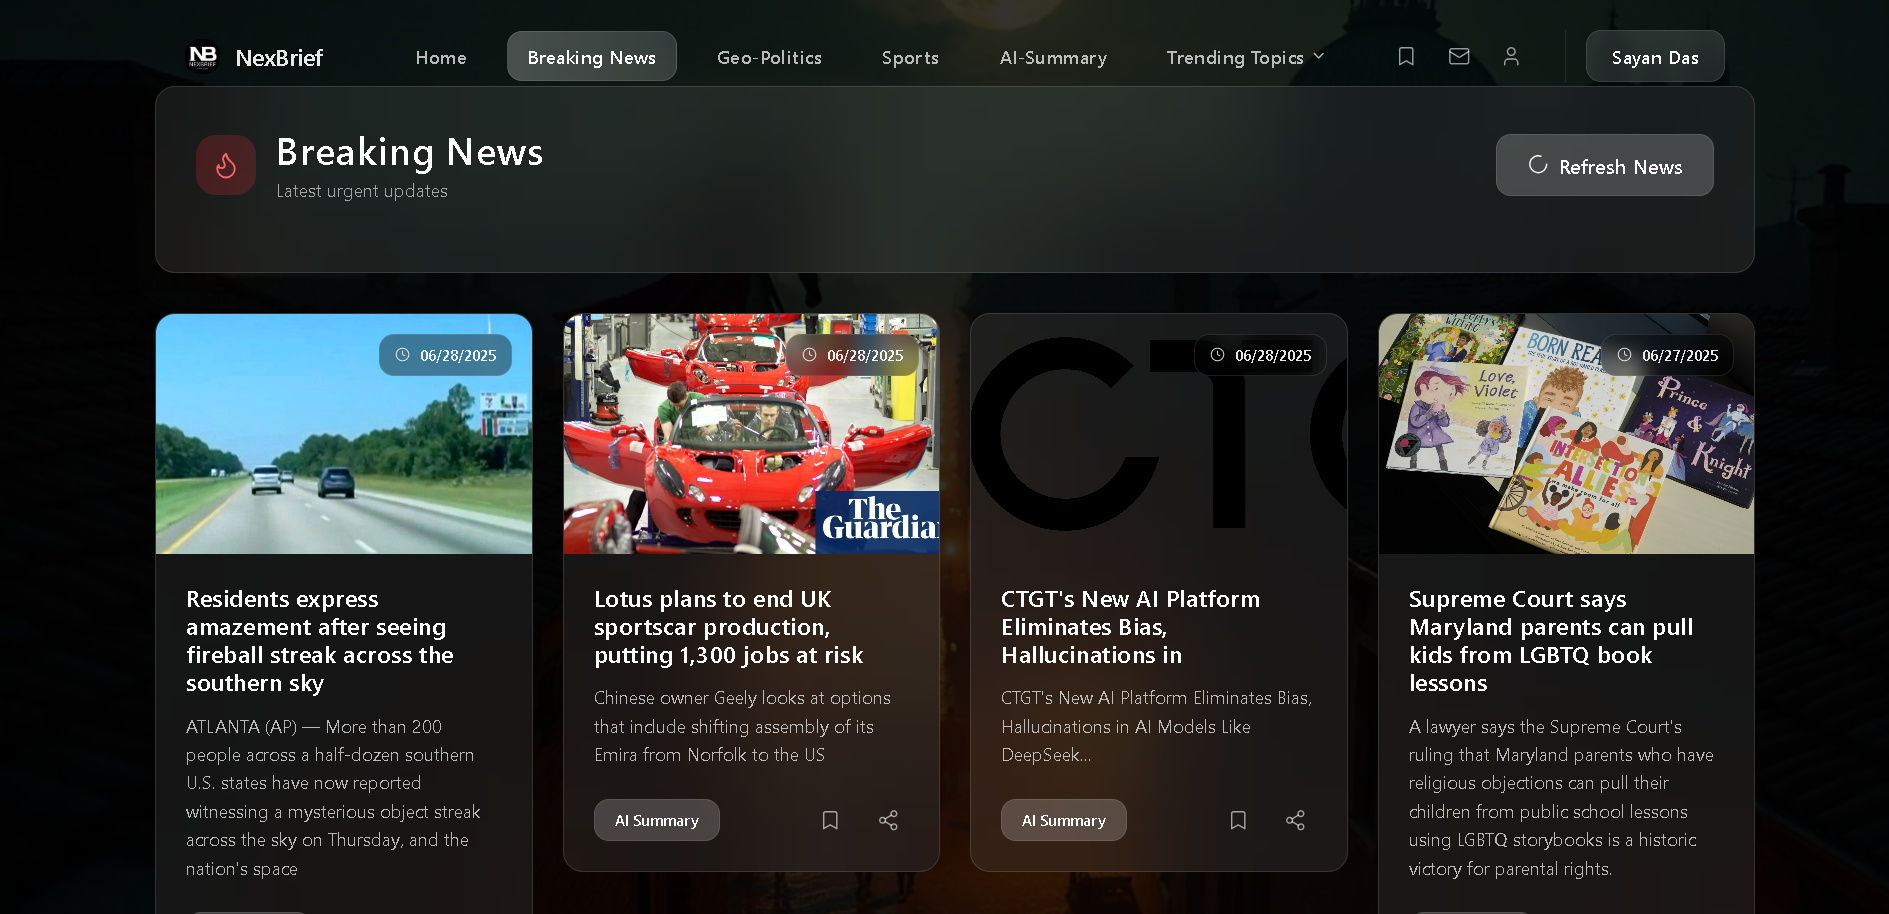 NB
NEXBRIEF
NexBrief
Home
Breaking News
Geo-Politics
Sports
AI-Summary
Trending Topics
Sayan Das
Breaking News
Latest urgent updates
Refresh News
06/28/2025
Residents express
amazement after seeing
fireball streak across the
southern sky
ATLANTA (AP) — More than 200
people across a half-dozen southern
U.S. states have now reported
witnessing a mysterious object streak
across the sky on Thursday, and the
nation's space
06/28/2025
The
Guardia
Lotus plans to end UK
sportscar production,
putting 1,300 jobs at risk
Chinese owner Geely looks at options
that include shifting assembly of its
Emira from Norfolk to the US
AI Summary
06/28/2025
CTG
CTGT's New AI Platform
Eliminates Bias,
Hallucinations in
CTGT's New AI Platform Eliminates Bias,
Hallucinations in AI Models Like
DeepSeek...
AI Summary
06/27/2025
WEDDING
BORN REA
Love,
Violet
Prince
&
Knight
INTERSECTION
ALLIES
we make room for all
Supreme Court says
Maryland parents can pull
kids from LGBTQ book
lessons
A lawyer says the Supreme Court's
ruling that Maryland parents who have
religious objections can pull their
children from public school lessons
using LGBTQ storybooks is a historic
victory for parental rights.